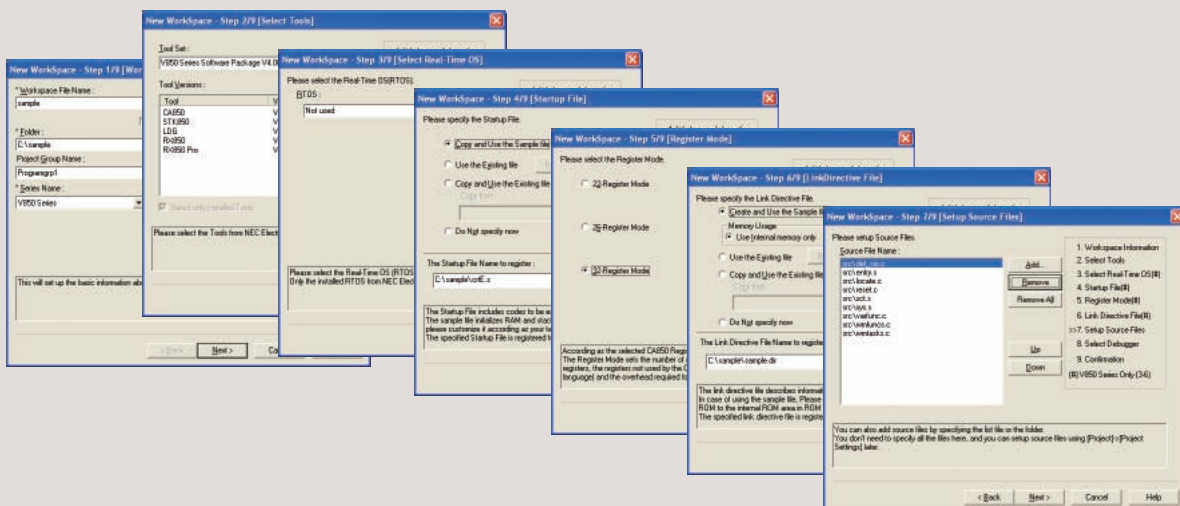 New WorkSpace - Step 1/9 [Wor
* Workspace File Name :
sample
* Folder :
C:\sample
Project Group Name :
Programgrp1
* Series Name :
V850 Series
This will set up the basic information ab
< Back
Next >
Ca
New WorkSpace - Step 2/9 [Select Tools]
Tool Set :
V850 Series Software Package V4.0
Tool Versions :
Tool
V
CA850
V
STK850
V
LDG
V
RX850
V
RX850 Pro
V
Select only Installed Tools
Please select the Tools from NEC Elect
New WorkSpace - Step 3/9 [Select Real-Time OS]
Please select the Real-Time OS(RTOS).
RTOS :
Not used
Please select the Real-Time OS (RTOS
Only the installed RTOS from NEC Elec
New WorkSpace - Step 4/9 [Startup File]
Please specify the Startup File.
Copy and Use the Sample file
Use the Existing file
Copy and Use the Existing file
Copy from
Do Not specify now
The Startup File Name to register :
C:\sample\crtE.s
The Startup File includes codes to be e
The sample file initializes RAM and stac
please customize it according as your ta
The specified Startup File is registered t
New WorkSpace - Step 5/9 [Register Mode]
Please select the Register Mode.
22-Register Mode
26-Register Mode
32-Register Mode
According as the selected CA850 Regis
The Register Mode sets the number of r
registers, the registers not used by the C
language) and the overhead required fo
New WorkSpace - Step 6/9 [LinkDirective File]
Please specify the Link Directive File.
Create and Use the Sample fi
Memory Usage
Use Internal memory only
Use the Existing file
Copy and Use the Existing file
Copy from
Do Not specify now
The Link Directive File Name to registe
C:\sample\sample.dir
The link directive file describes informat
In case of using the sample file, Please
ROM to the internal ROM area in ROM
The specified link directive file is registe
New WorkSpace - Step 7/9 [Setup Source Files]
Please setup Source Files.
Source File Name :
src\entry.s
src\locate.c
src\reset.c
src\sct.s
src\sys.s
src\varfunc.c
Add...
Remove
Remove All
Up
Down
1. Workspace Information
2. Select Tools
3. Select Real-Time OS(#)
4. Startup File(#)
5. Register Mode(#)
6. Link Directive File(#)
>>7. Setup Source Files
8. Select Debugger
9. Confirmation
(#) V850 Series Only (3-6)
You can also add source files by specifying the list file or the folder.
You don't need to specify all the files here, and you can setup source files using [Project]->[Project
Settings] later.
< Back
Next >
Cancel
Help